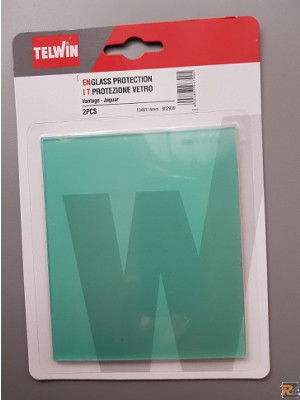 TELWIN
EN GLASS PROTECTION
IT PROTEZIONE VETRO
Vantage - Jaguar
2PCS
W